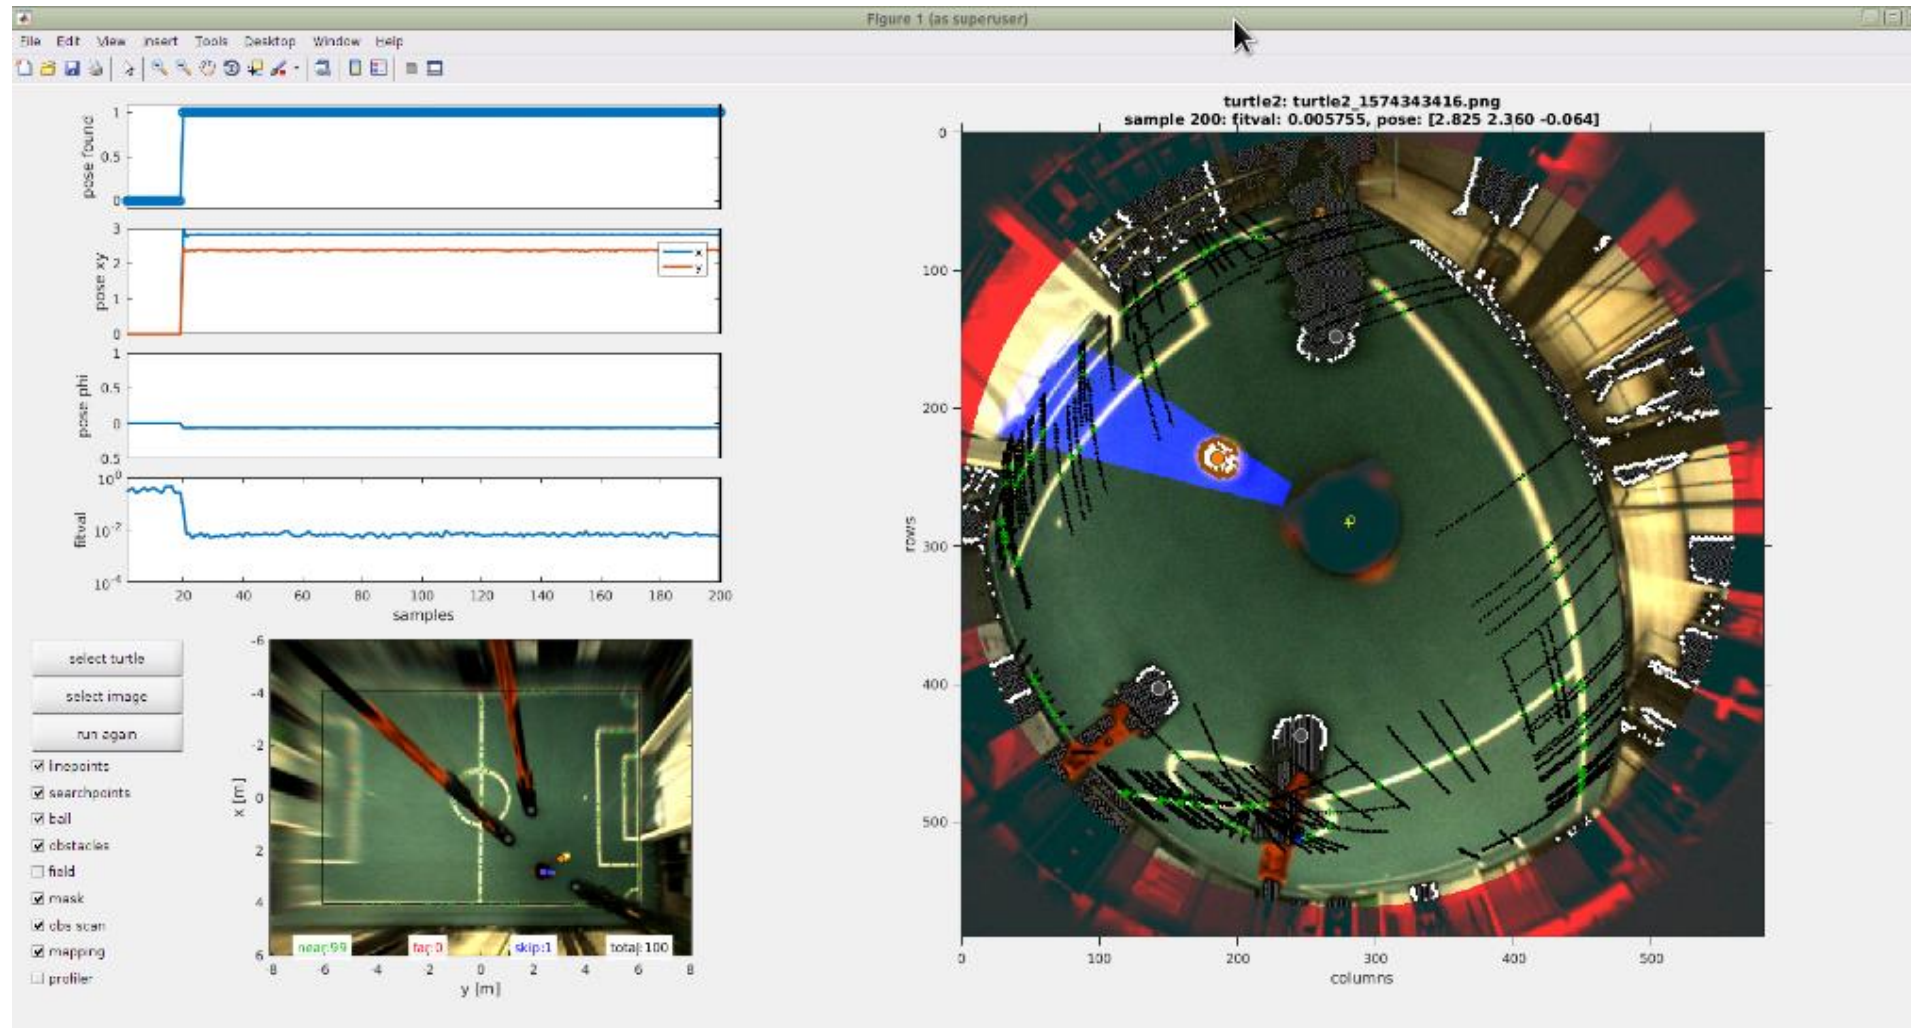 Figure 1 (as superuser)
File Edit View Insert Tools Desktop Window Help
pose found
1
0.5
0
pose xy
3
2
1
0
x
y
pose phi
1
0.5
0
0.5
fitval
10^0
10^-2
10^-4
20 40 60 80 100 120 140 160 180 200
samples
select turtle
select image
run again
linepoints
searchpoints
ball
obstacles
field
mask
obs scan
mapping
profiler
x [m]
-6
-4
-2
0
2
4
6
near:99 far:0 skip:1 total:100
-8 -6 -4 -2 0 2 4 6 8
y [m]
turtle2: turtle2_1574343416.png
sample 200: fitval: 0.005755, pose: [2.825 2.360 -0.064]
rows
0
100
200
300
400
500
0 100 200 300 400 500
columns